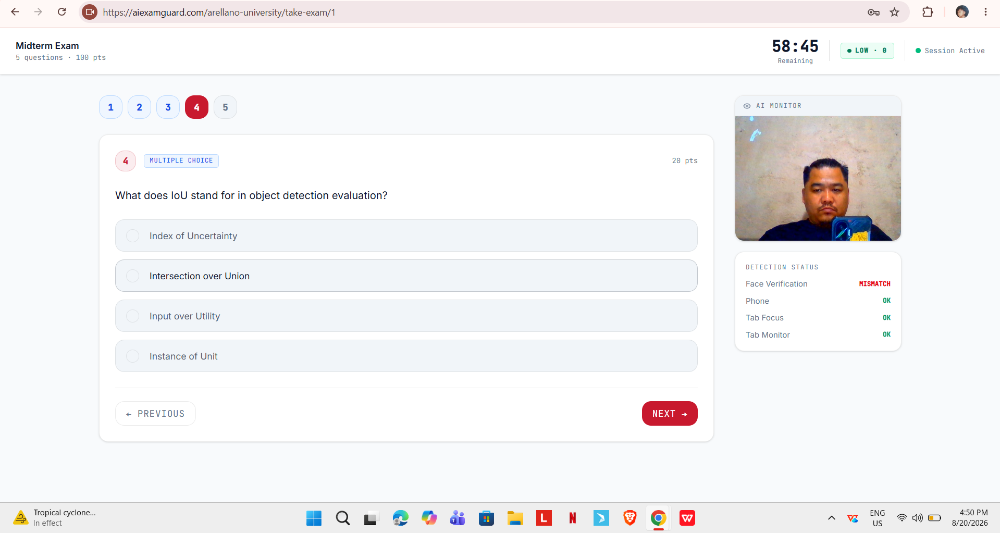 https://aiexamguard.com/arellano-university/take-exam/1
Midterm Exam
5 questions · 100 pts
58:45
Remaining
LOW · 0
Session Active
1
2
3
4
5
4
MULTIPLE CHOICE
20 pts
What does IoU stand for in object detection evaluation?
Index of Uncertainty
Intersection over Union
Input over Utility
Instance of Unit
← PREVIOUS
NEXT →
AI MONITOR
DETECTION STATUS
Face Verification MISMATCH
Phone OK
Tab Focus OK
Tab Monitor OK
Tropical cyclone...
In effect
L
N
ENG
US
4:50 PM
8/20/2026